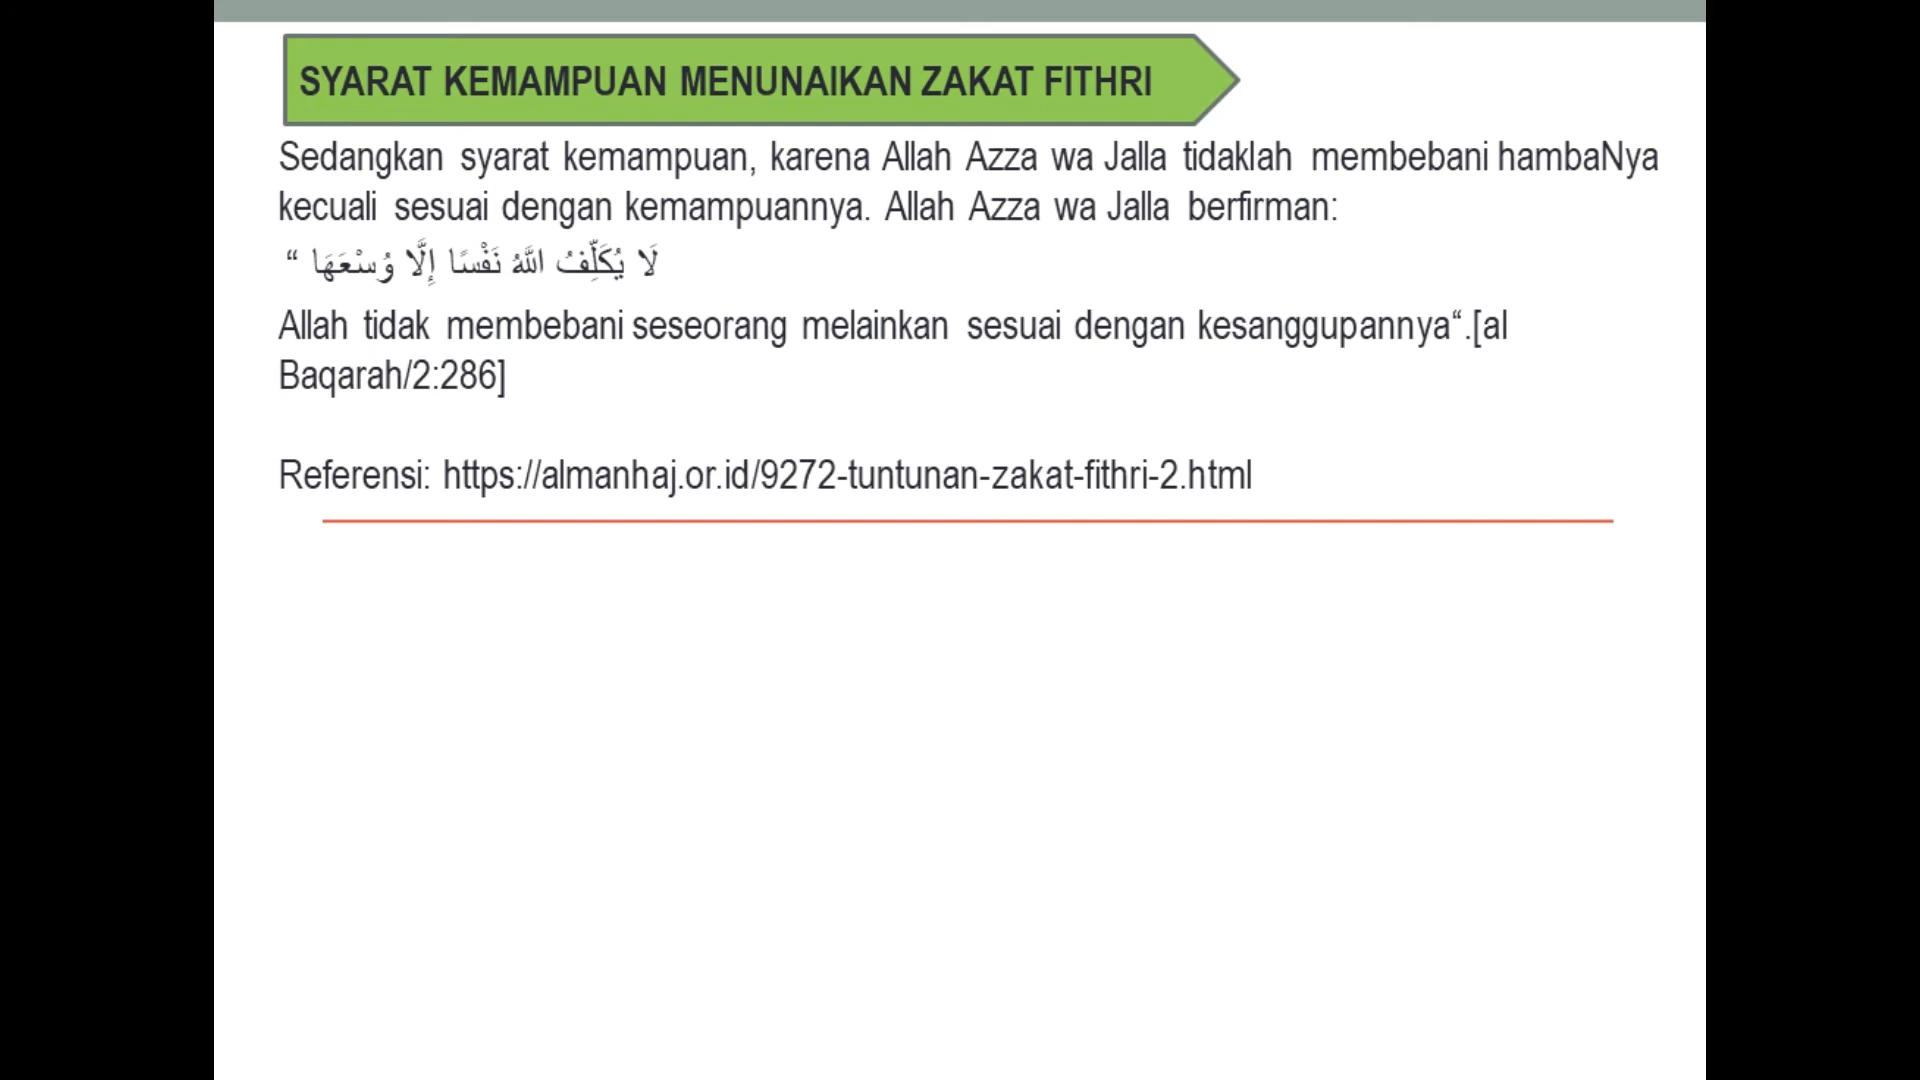 SYARAT KEMAMPUAN MENUNAIKAN ZAKAT FITHRI
Sedangkan syarat kemampuan, karena Allah Azza wa Jalla tidaklah membebani hambaNya
kecuali sesuai dengan kemampuannya. Allah Azza wa Jalla berfirman:
لَا يُكَلِّفُ اللَّهُ نَفْسًا إِلَّا وُسْعَهَا “
Allah tidak membebani seseorang melainkan sesuai dengan kesanggupannya“.[al
Baqarah/2:286]
Referensi: https://almanhaj.or.id/9272-tuntunan-zakat-fithri-2.html